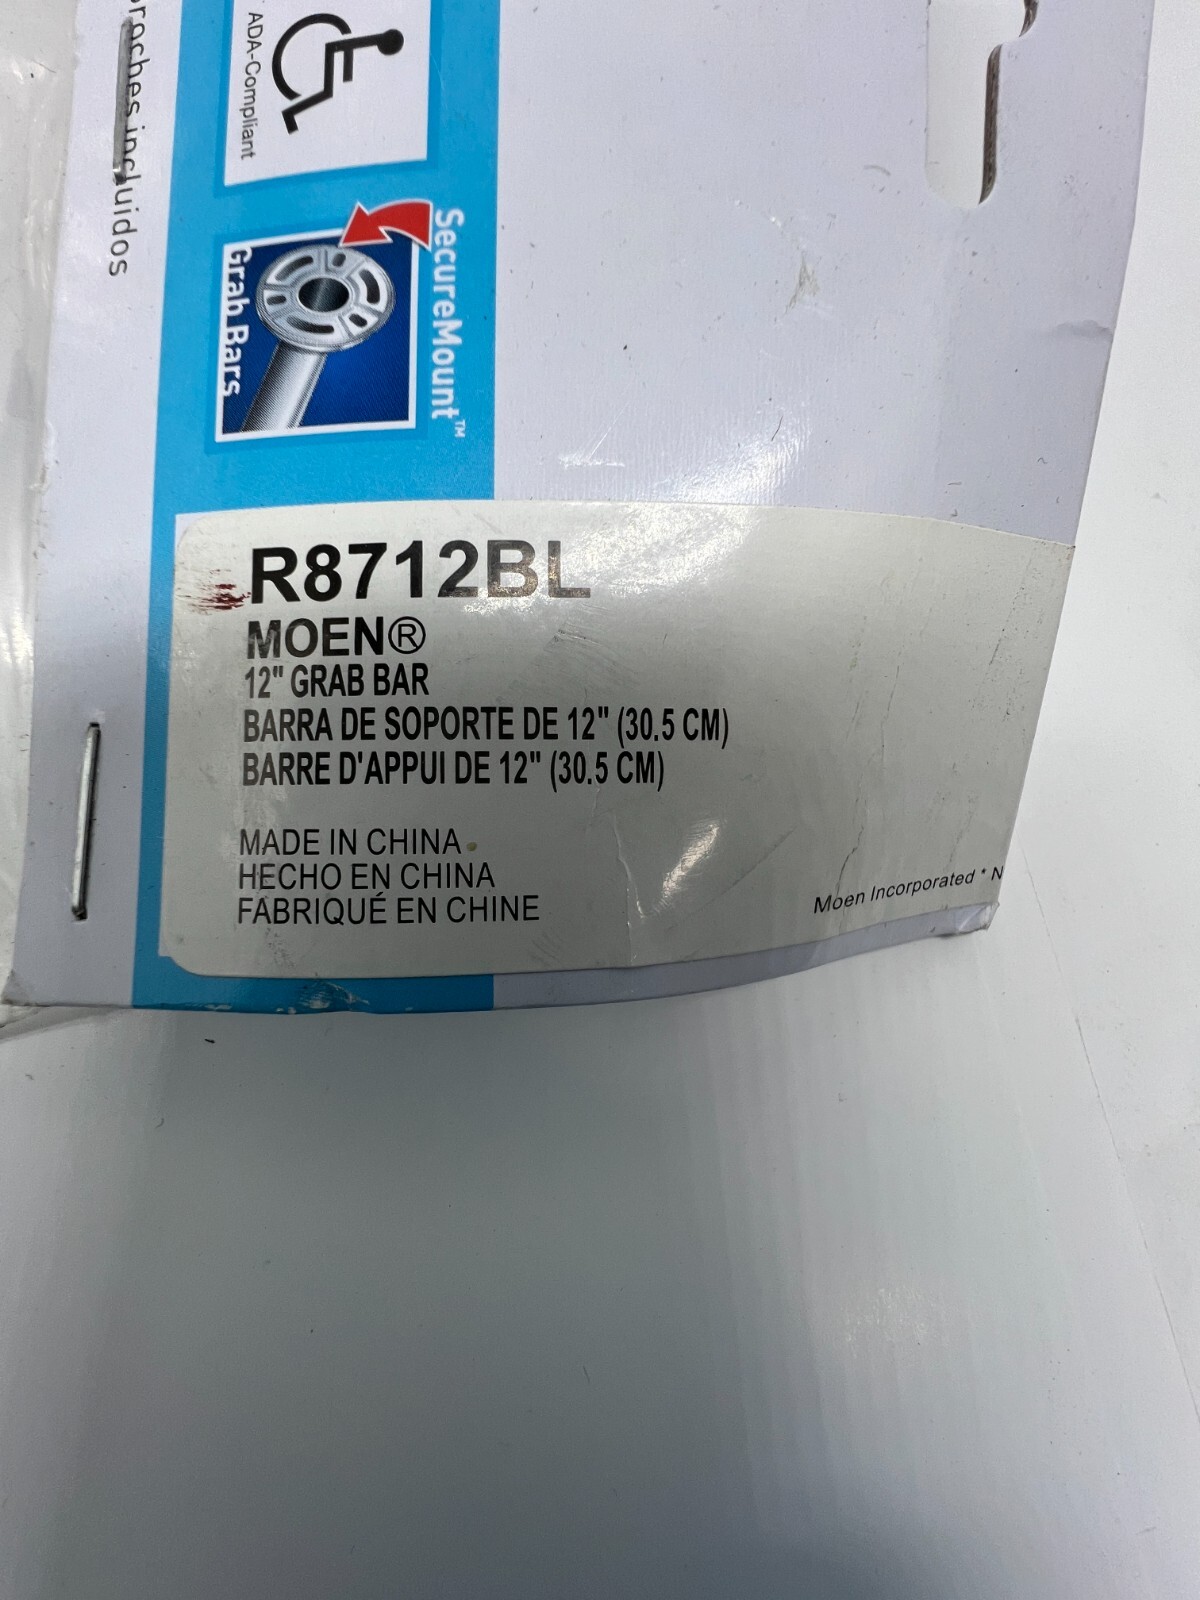 broches incluidos
ADA-Compliant
SecureMount™
Grab Bars
R8712BL
MOEN®
12" GRAB BAR
BARRA DE SOPORTE DE 12" (30.5 CM)
BARRE D'APPUI DE 12" (30.5 CM)
MADE IN CHINA
HECHO EN CHINA
FABRIQUÉ EN CHINE
Moen Incorporated * N